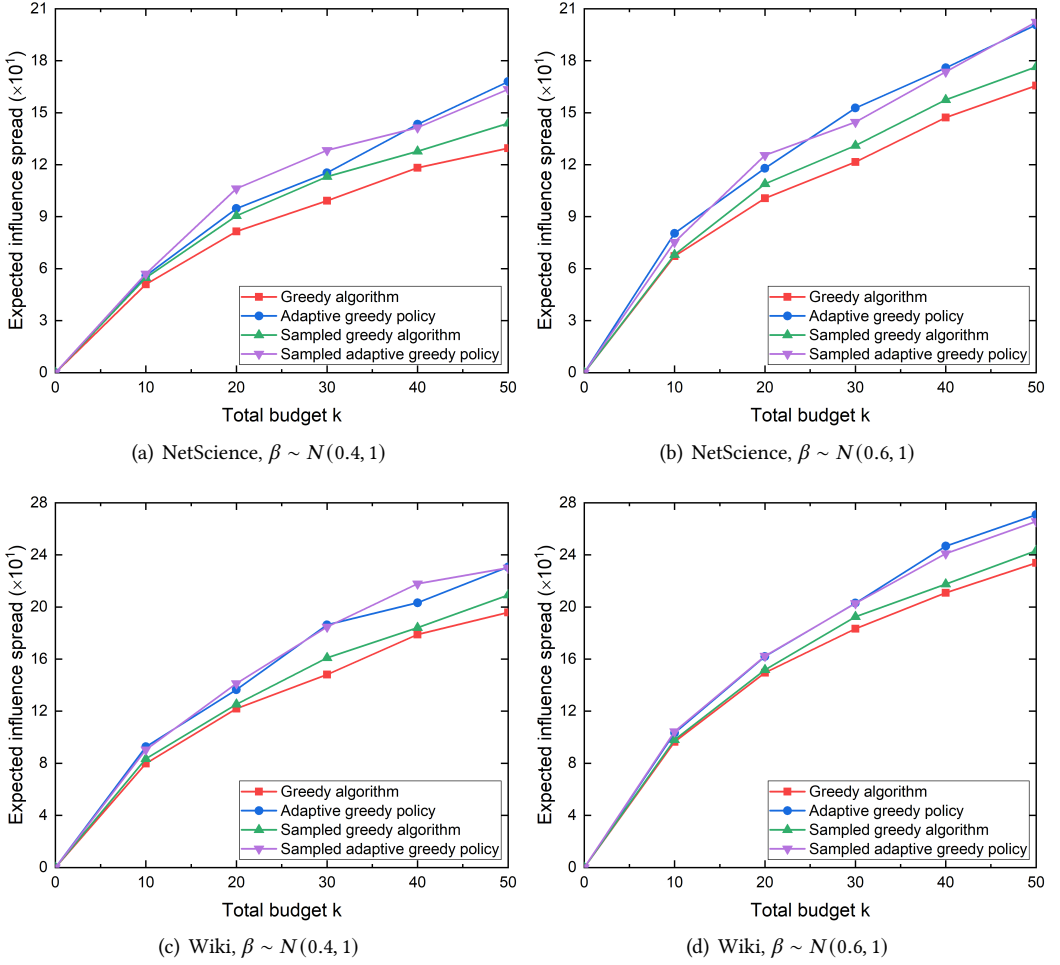 21
18
15
12
9
6
3
0
Expected influence spread (×10¹)
Greedy algorithm
Adaptive greedy policy
Sampled greedy algorithm
Sampled adaptive greedy policy
0 10 20 30 40 50
Total budget k
(a) NetScience, β ~ N(0.4, 1)
21
18
15
12
9
6
3
0
Expected influence spread (×10¹)
Greedy algorithm
Adaptive greedy policy
Sampled greedy algorithm
Sampled adaptive greedy policy
0 10 20 30 40 50
Total budget k
(b) NetScience, β ~ N(0.6, 1)
28
24
20
16
12
8
4
0
Expected influence spread (×10¹)
Greedy algorithm
Adaptive greedy policy
Sampled greedy algorithm
Sampled adaptive greedy policy
0 10 20 30 40 50
Total budget k
(c) Wiki, β ~ N(0.4, 1)
28
24
20
16
12
8
4
0
Expected influence spread (×10¹)
Greedy algorithm
Adaptive greedy policy
Sampled greedy algorithm
Sampled adaptive greedy policy
0 10 20 30 40 50
Total budget k
(d) Wiki, β ~ N(0.6, 1)